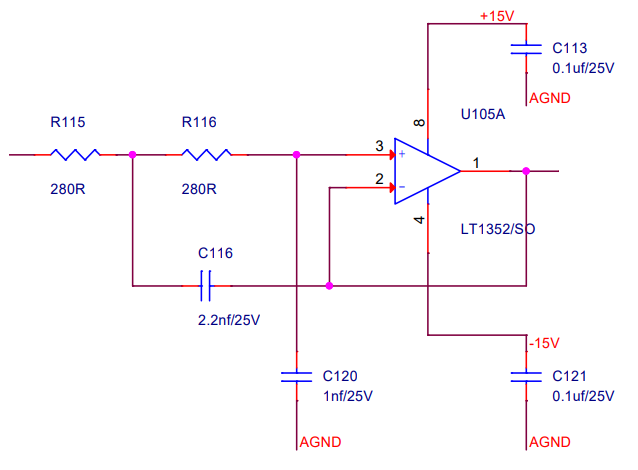 +15V
C113
0.1uf/25V
AGND
R115
R116
U105A
8
3
+
1
2
-
280R
280R
4
LT1352/SO
C116
2.2nf/25V
-15V
C120
1nf/25V
C121
0.1uf/25V
AGND
AGND